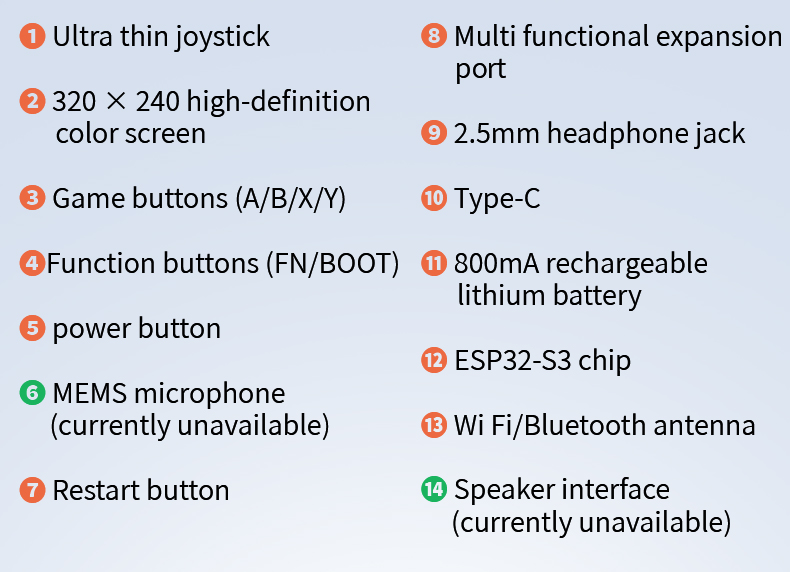 1 Ultra thin joystick
2 320 × 240 high-definition
color screen
3 Game buttons (A/B/X/Y)
4 Function buttons (FN/BOOT)
5 power button
6 MEMS microphone
(currently unavailable)
7 Restart button
8 Multi functional expansion
port
9 2.5mm headphone jack
10 Type-C
11 800mA rechargeable
lithium battery
12 ESP32-S3 chip
13 Wi Fi/Bluetooth antenna
14 Speaker interface
(currently unavailable)